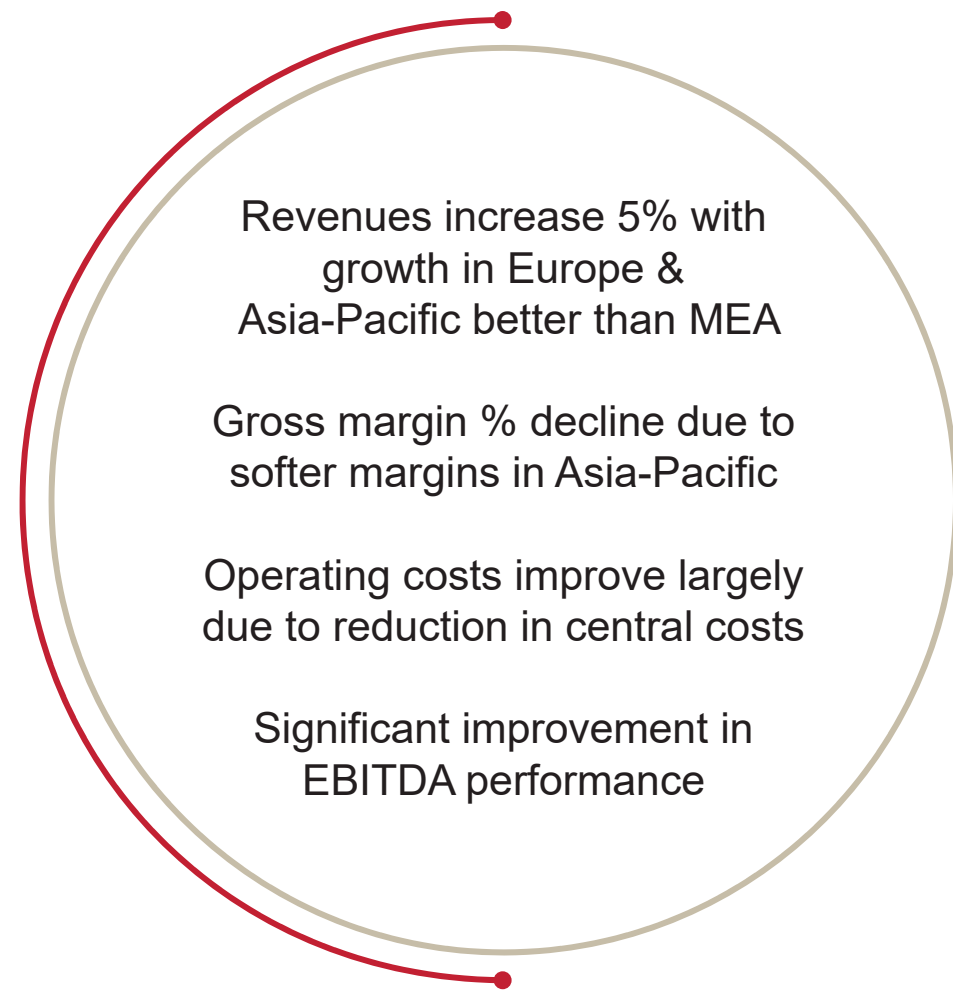 Revenues increase 5% with
growth in Europe &
Asia-Pacific better than MEA
Gross margin % decline due to
softer margins in Asia-Pacific
Operating costs improve largely
due to reduction in central costs
Significant improvement in
EBITDA performance